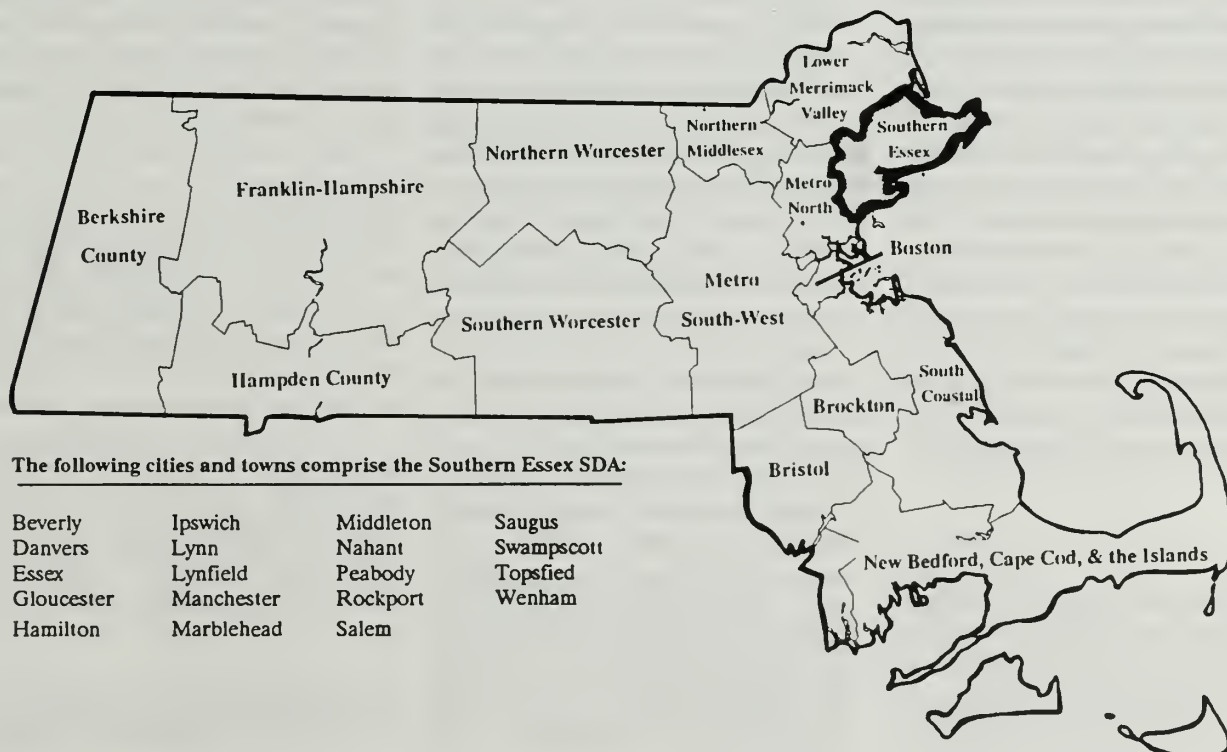 Lower
Merrimack
Valley
Southern
Essex
Northern
Middlesex
Metro
North
Northern Worcester
Franklin-Hampshire
Berkshire
County
Boston
Metro
South-West
Southern Worcester
Hampden County
South
Coastal
Brockton
Bristol
New Bedford, Cape Cod, & the Islands
The following cities and towns comprise the Southern Essex SDA:
Beverly Ipswich Middleton Saugus
Danvers Lynn Nahant Swampscott
Essex Lynfield Peabody Topsfied
Gloucester Manchester Rockport Wenham
Hamilton Marblehead Salem